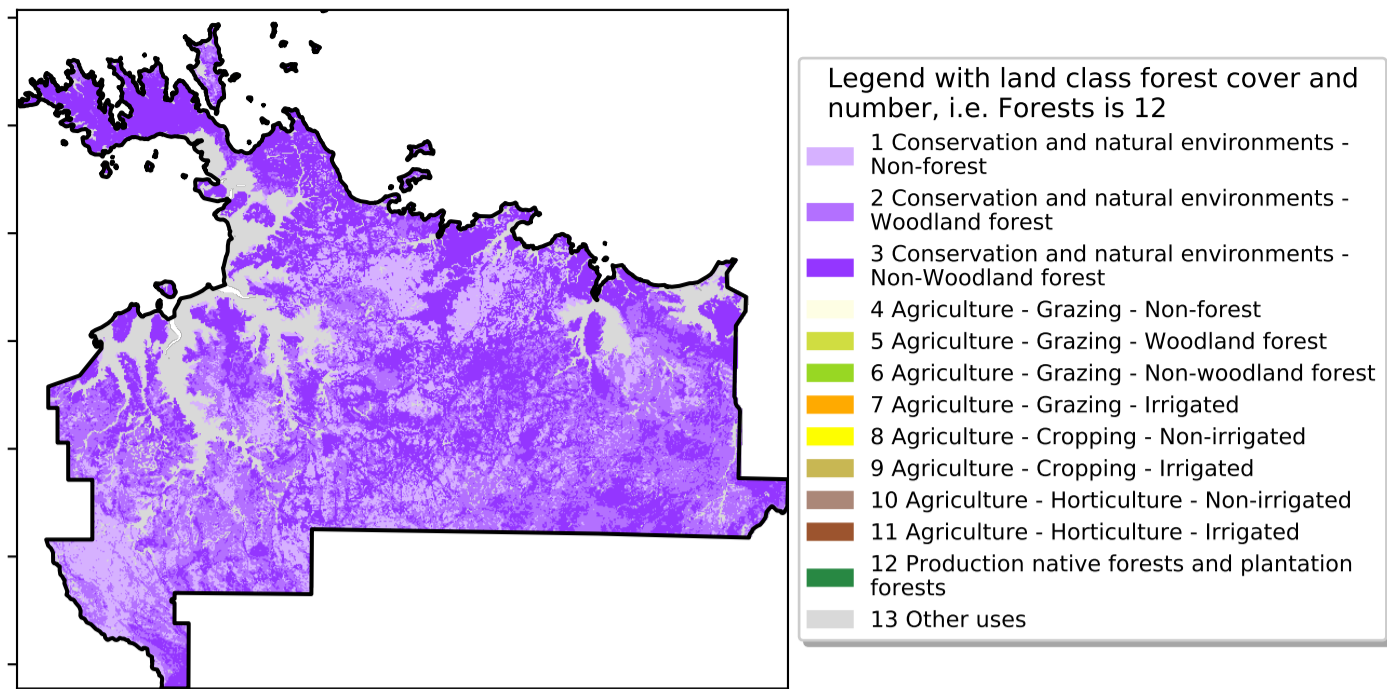 Legend with land class forest cover and
number, i.e. Forests is 12
1 Conservation and natural environments -
Non-forest
2 Conservation and natural environments -
Woodland forest
3 Conservation and natural environments -
Non-Woodland forest
4 Agriculture - Grazing - Non-forest
5 Agriculture - Grazing - Woodland forest
6 Agriculture - Grazing - Non-woodland forest
7 Agriculture - Grazing - Irrigated
8 Agriculture - Cropping - Non-irrigated
9 Agriculture - Cropping - Irrigated
10 Agriculture - Horticulture - Non-irrigated
11 Agriculture - Horticulture - Irrigated
12 Production native forests and plantation
forests
13 Other uses